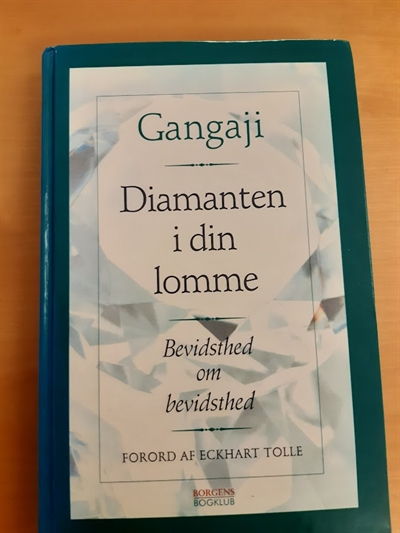 Gangaji
Diamanten
i din
lomme
Bevidsthed
om
bevidsthed
FORORD AF ECKHART TOLLE
BORGENS
BOGKLUB